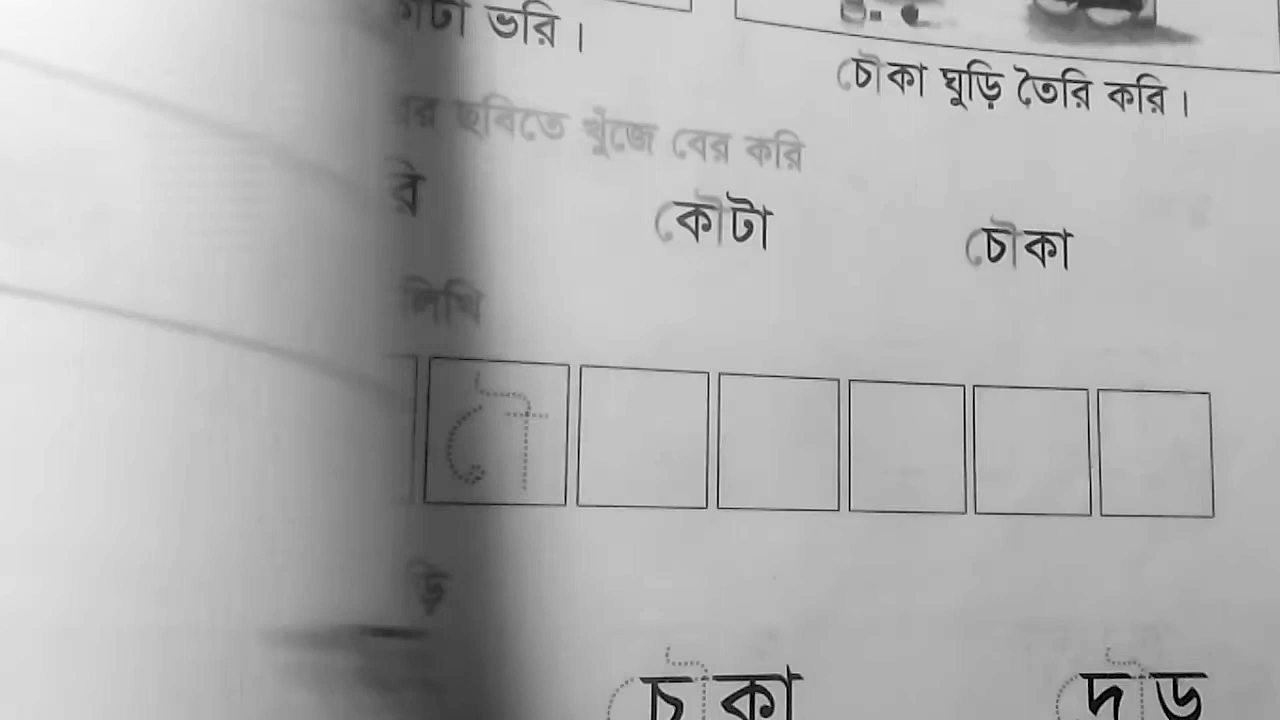 ভরি।
চৌকা ঘুড়ি তৈরি করি।
ছবিতে খুঁজে বের করি
কৌটা চৌকা
লিখি
ৌ
চৌকা দৌড